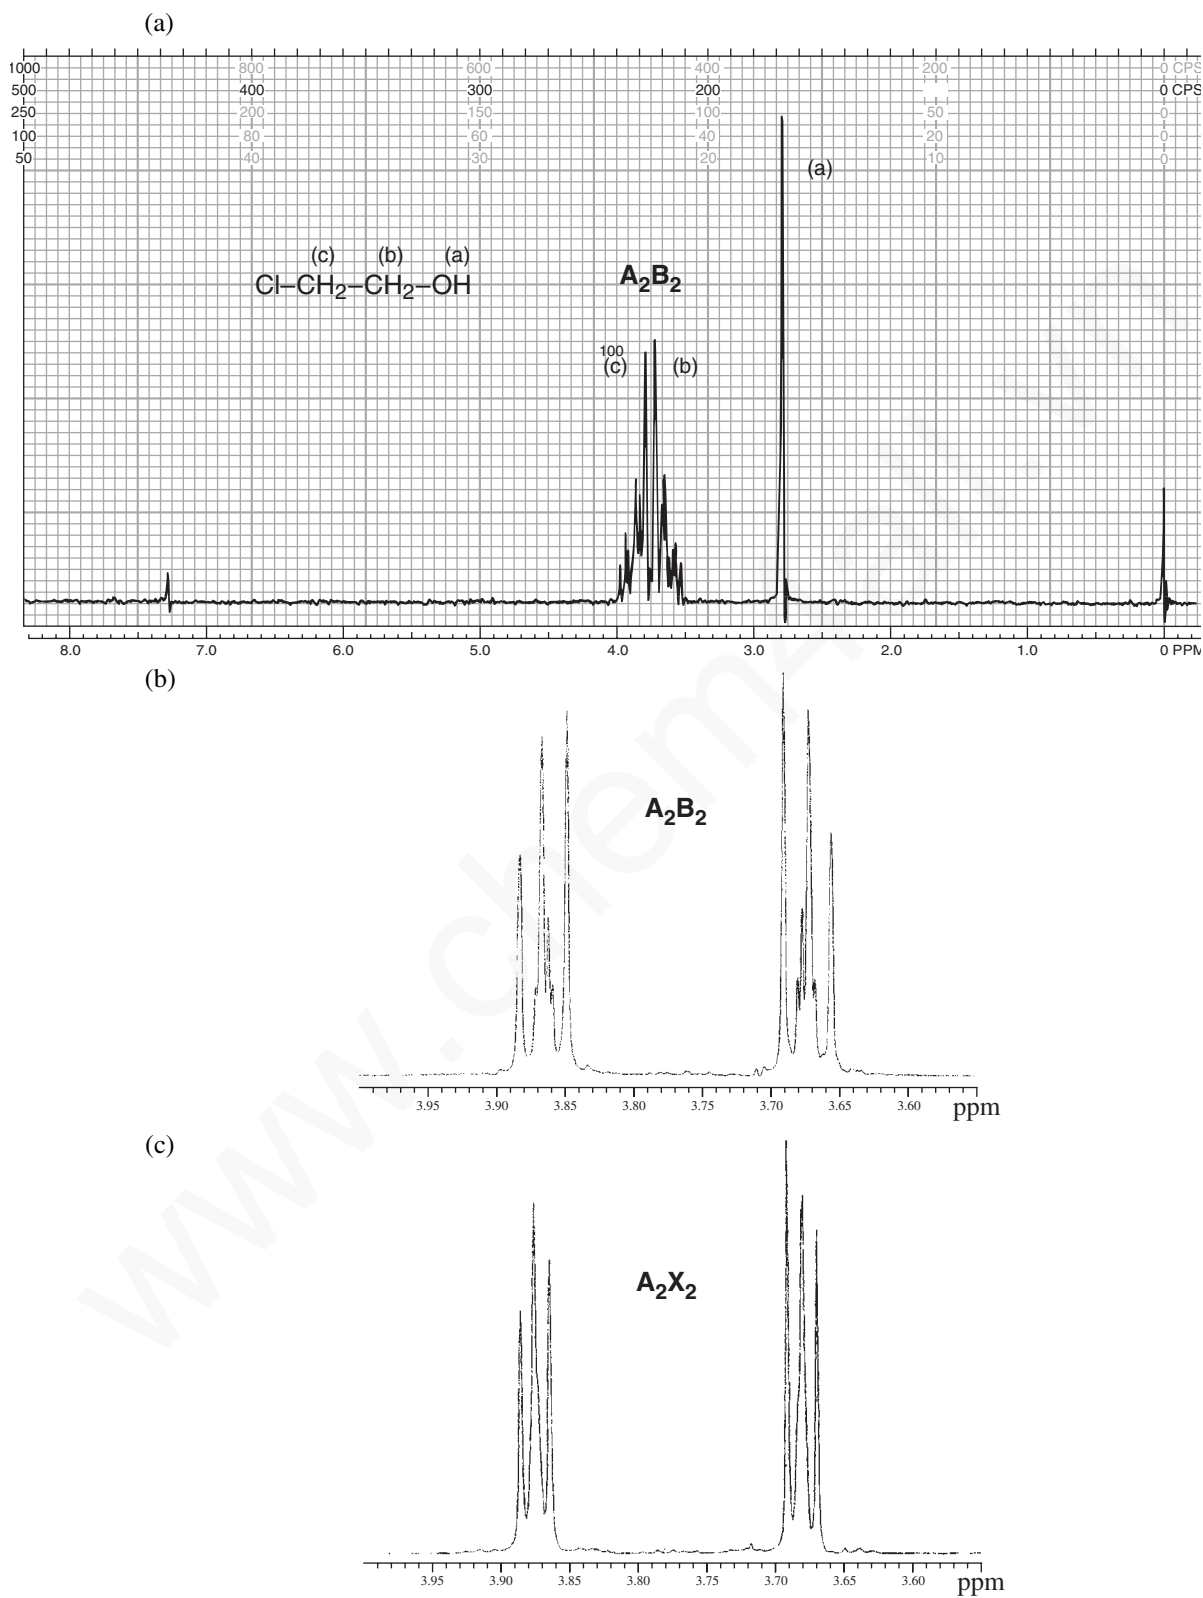 (a)
1000 800 600 400 200 0 CPS
500 400 300 200 0 CPS
250 200 150 100 50 0
100 80 60 40 20 0
50 40 30 20 10 0
(a)
(c) (b) (a)
Cl–CH2–CH2–OH
A2B2
100
(c) (b)
8.0 7.0 6.0 5.0 4.0 3.0 2.0 1.0 0 PPM
(b)
A2B2
3.95 3.90 3.85 3.80 3.75 3.70 3.65 3.60 ppm
(c)
A2X2
3.95 3.90 3.85 3.80 3.75 3.70 3.65 3.60 ppm